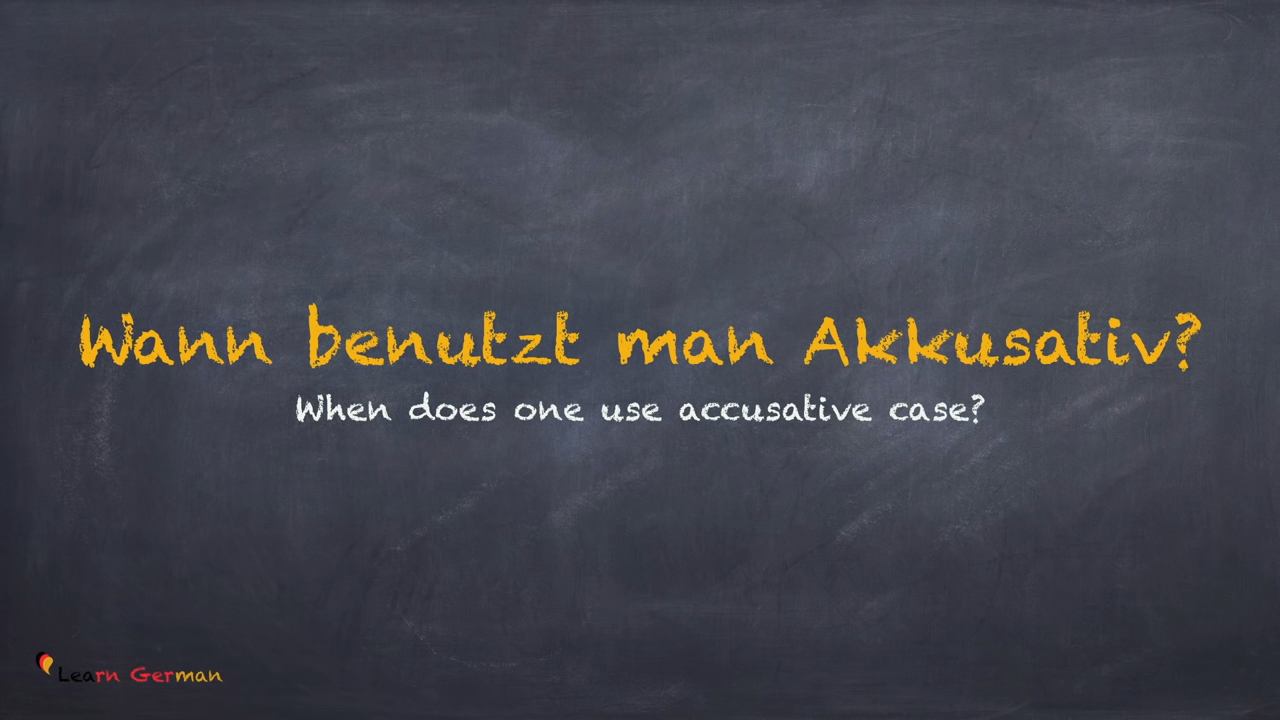 Wann benutzt man Akkusativ?
When does one use accusative case?
Learn German